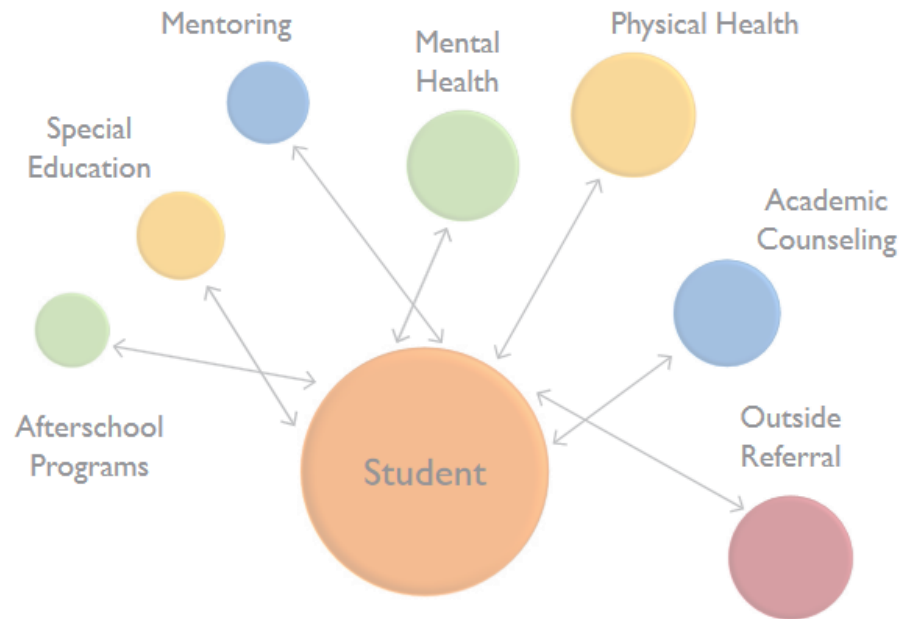 Mentoring
Mental
Health
Physical Health
Special
Education
Academic
Counseling
Afterschool
Programs
Student
Outside
Referral